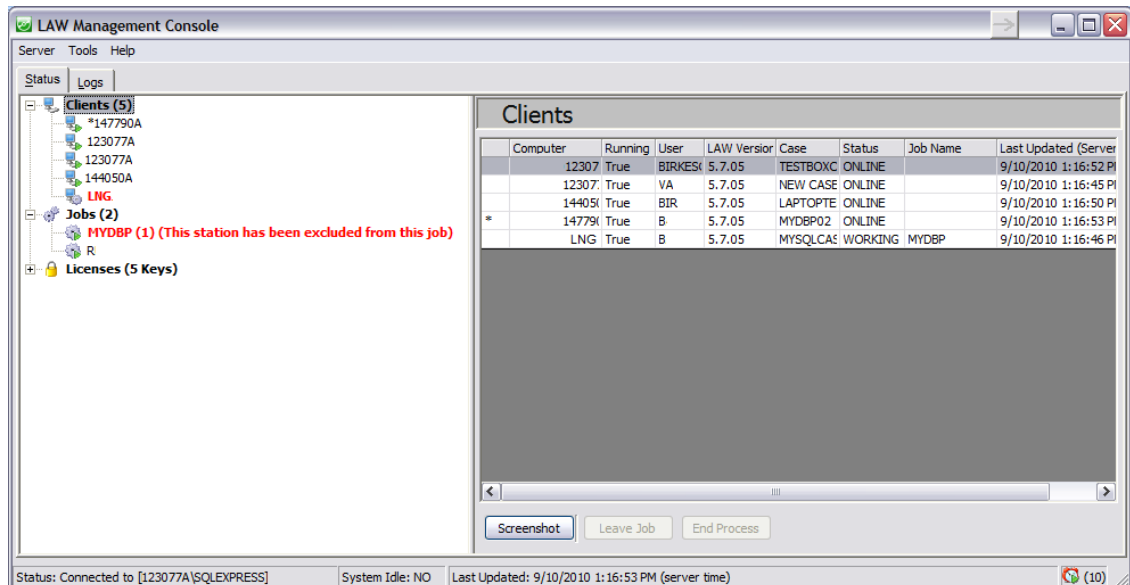 LAW Management Console
Server Tools Help
Status Logs
Clients (5)
*147790A
123077A
123077A
144050A
LNG
Jobs (2)
MYDBP (1) (This station has been excluded from this job)
R
Licenses (5 Keys)
Clients
Computer Running User LAW Version Case Status Job Name Last Updated (Server
12307 True BIRKES( 5.7.05 TESTBOXC ONLINE 9/10/2010 1:16:52 P
12307 True VA 5.7.05 NEW CASE ONLINE 9/10/2010 1:16:45 P
14405( True BIR 5.7.05 LAPTOPTE ONLINE 9/10/2010 1:16:50 P
* 14779( True B 5.7.05 MYDBP02 ONLINE 9/10/2010 1:16:53 P
LNG True B 5.7.05 MYSQLCAS WORKING MYDBP 9/10/2010 1:16:46 P
Screenshot Leave Job End Process
Status: Connected to [123077A\SQLEXPRESS] System Idle: NO Last Updated: 9/10/2010 1:16:53 PM (server time) (10)